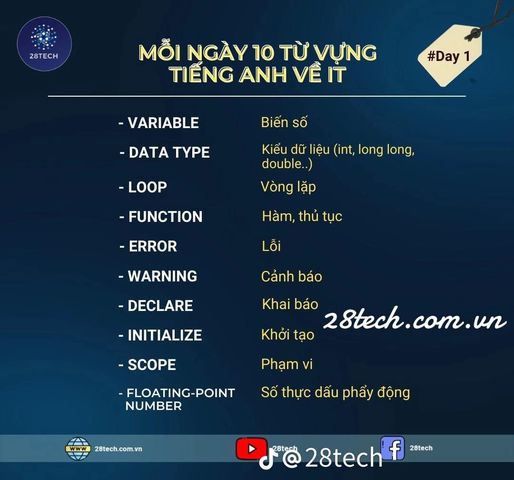 28TECH
MỖI NGÀY 10 TỪ VỰNG
TIẾNG ANH VỀ IT
#Day 1
- VARIABLE Biến số
- DATA TYPE Kiểu dữ liệu (int, long long,
double..)
- LOOP Vòng lặp
- FUNCTION Hàm, thủ tục
- ERROR Lỗi
- WARNING Cảnh báo
- DECLARE Khai báo
28tech.com.vn
- INITIALIZE Khởi tạo
- SCOPE Phạm vi
- FLOATING-POINT Số thực dấu phẩy động
NUMBER
www 28tech.com.vn
28tech
@28tech
28tech